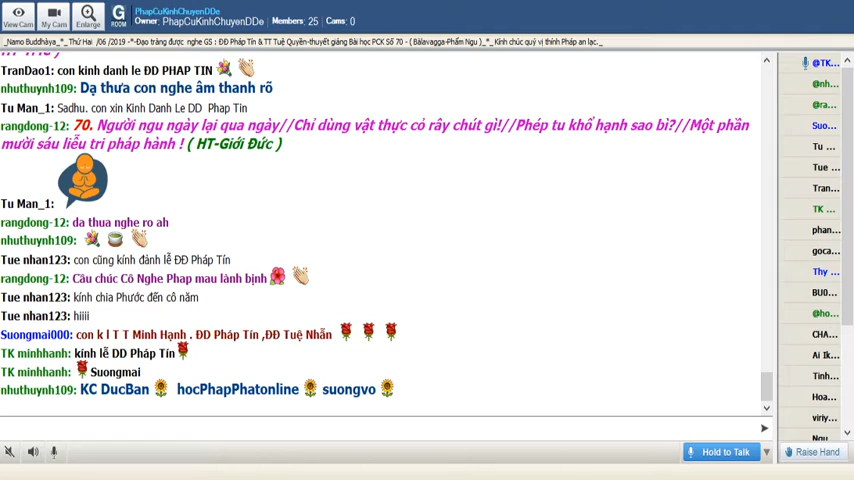 View Cam
My Cam
Enlarge
G
ROOM
PhapCuKinhChuyenDDe
Owner: PhapCuKinhChuyenDDe Members: 25 Cams: 0
_Namo Buddhàya_*_ Thứ Hai /06 /2019 -*-Đạo tràng được nghe GS : ĐĐ Pháp Tín & TT Tuệ Quyền-thuyết giảng Bài học PCK Số 70 - ( Bàlavagga-Phẩm Ngu )_*_ Kính chúc quý vị thính Pháp an lạc._
TranDao1: con kinh danh le ĐD PHAP TIN
nhuthuynh109: Dạ thưa con nghe âm thanh rõ
Tu Man_1: Sadhu. con xin Kinh Danh Le DD Phap Tin
rangdong-12: 70. Người ngu ngày lại qua ngày//Chỉ dùng vật thực cỏ rây chút gì!//Phép tu khổ hạnh sao bì?//Một phần
mười sáu liễu tri pháp hành ! ( HT-Giới Đức )
Tu Man_1:
rangdong-12: da thua nghe ro ah
nhuthuynh109:
Tue nhan123: con cũng kính đảnh lễ ĐĐ Pháp Tín
rangdong-12: Cầu chúc Cô Nghe Phap mau lành bịnh
Tue nhan123: kính chia Phước đến cô năm
Tue nhan123: hiiii
Suongmai000: con k l T T Minh Hạnh . ĐD Pháp Tín ,ĐD Tuệ Nhẫn
TK minhhanh: kính lễ DD Pháp Tín
TK minhhanh: Suongmai
nhuthuynh109: KC DucBan hocPhapPhatonline suongvo
@TK...
@nh...
@ra...
Suo...
Tu ...
Tue ...
Tran...
TK ...
phan...
goca...
Thy ...
BU0...
@ho...
CHA...
Ai Ik...
Tinh...
Hoa...
viriy...
Hold to Talk
Raise Hand